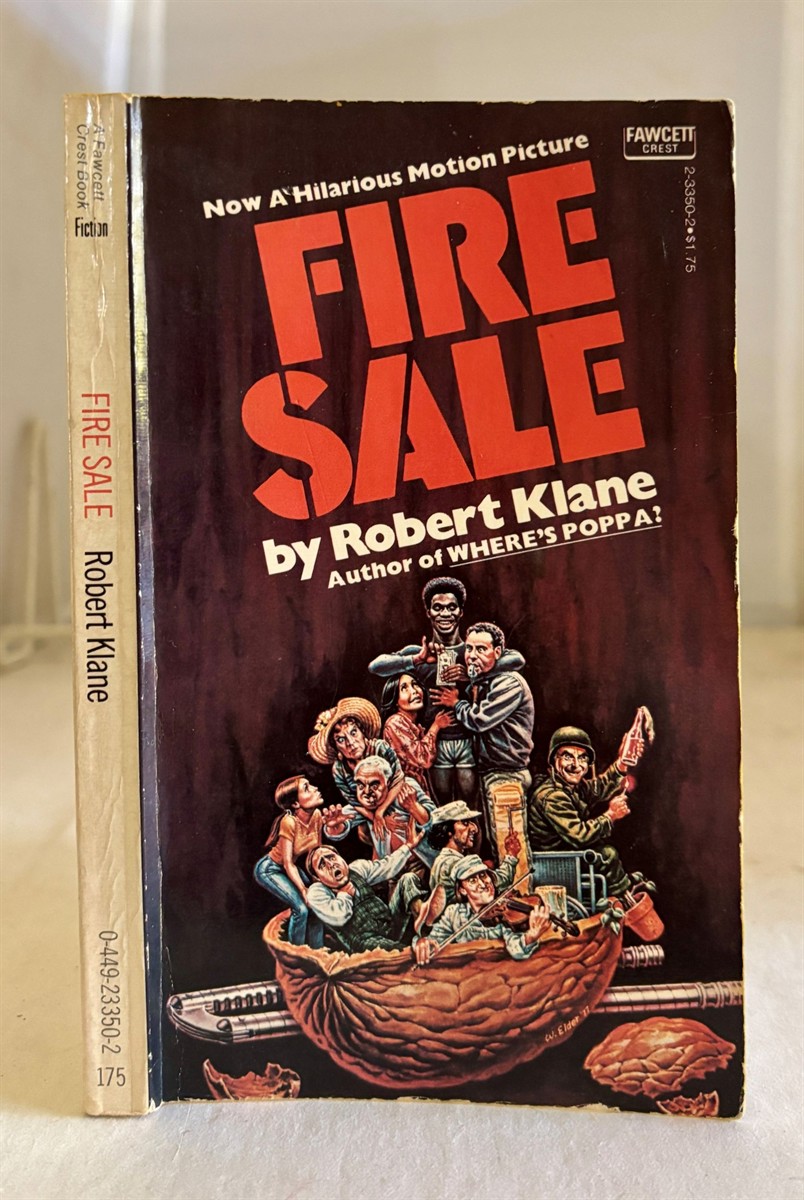 A Fawcett
Crest Book
Fiction
FIRE SALE
Robert Klane
0-449-23350-2
175
FAWCETT
CREST
2-3350-2•$1.75
Now A Hilarious Motion Picture
FIRE
SALE
by Robert Klane
Author of WHERE'S POPPA?
W. Elder '77